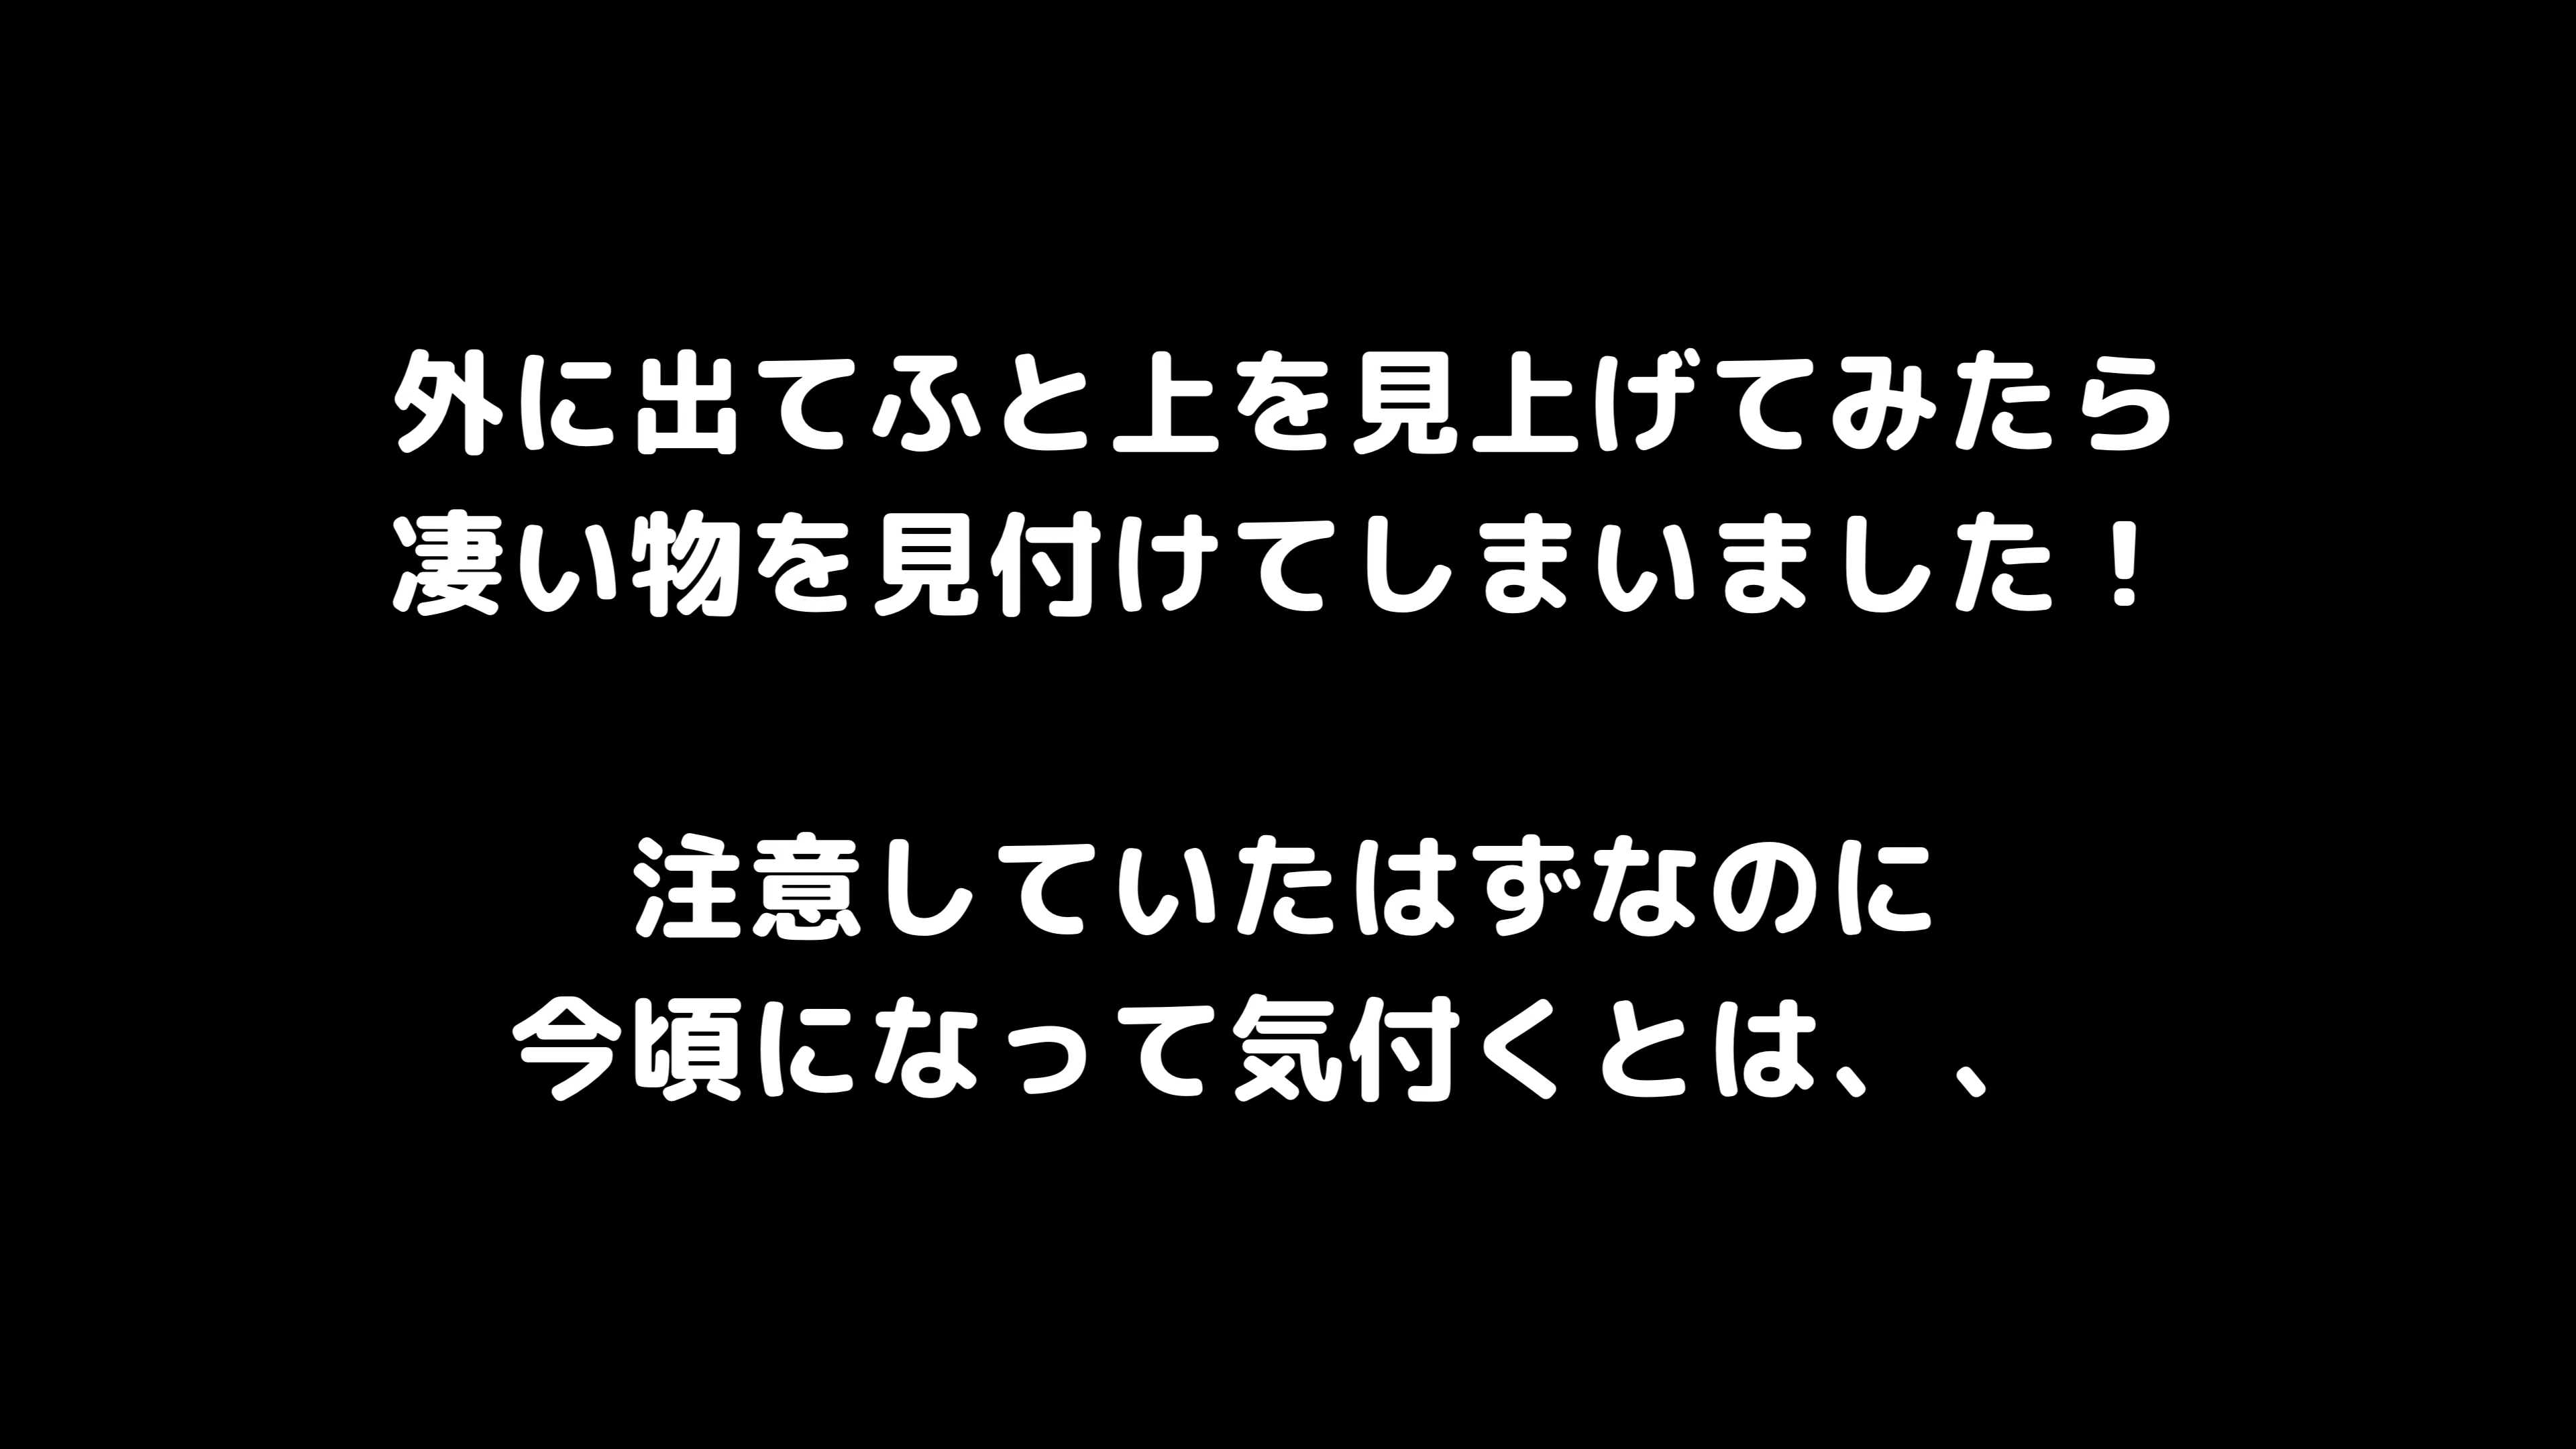 外に出てふと上を見上げてみたら
凄い物を見付けてしまいました！
注意していたはずなのに
今頃になって気付くとは、、